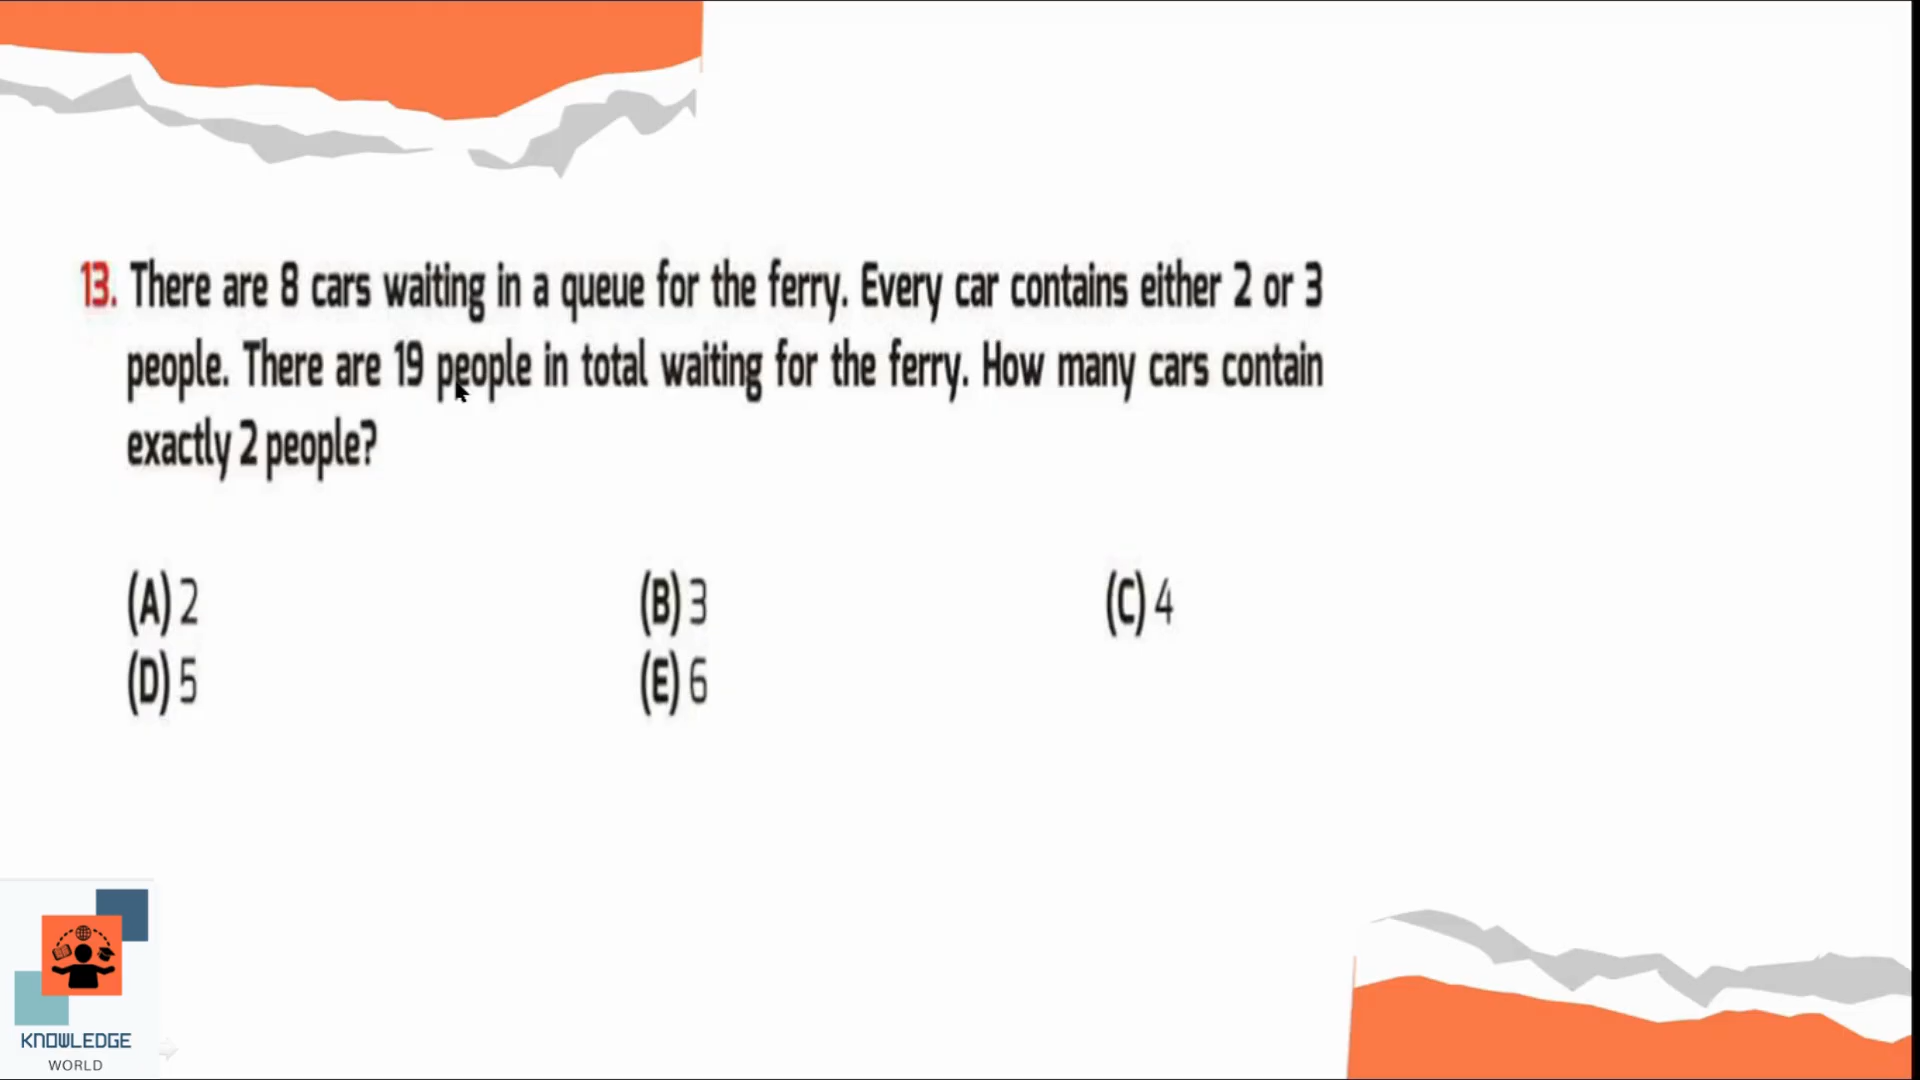 13. There are 8 cars waiting in a queue for the ferry. Every car contains either 2 or 3
people. There are 19 people in total waiting for the ferry. How many cars contain
exactly 2 people?
(A) 2 (B) 3 (C) 4
(D) 5 (E) 6
KNOWLEDGE
WORLD